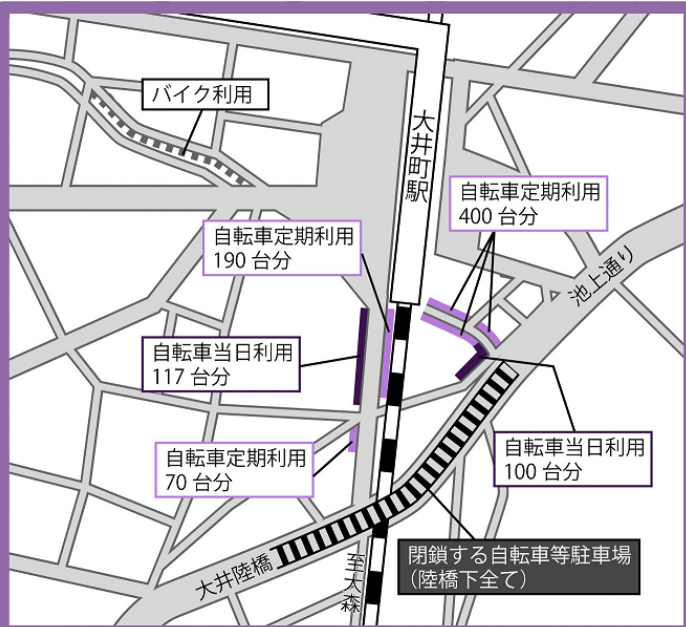 バイク利用
大井町駅
自転車定期利用
400 台分
自転車定期利用
190 台分
池上通り
自転車当日利用
117 台分
自転車定期利用
70 台分
自転車当日利用
100 台分
閉鎖する自転車等駐車場
（陸橋下全て）
大井陸橋
至大森